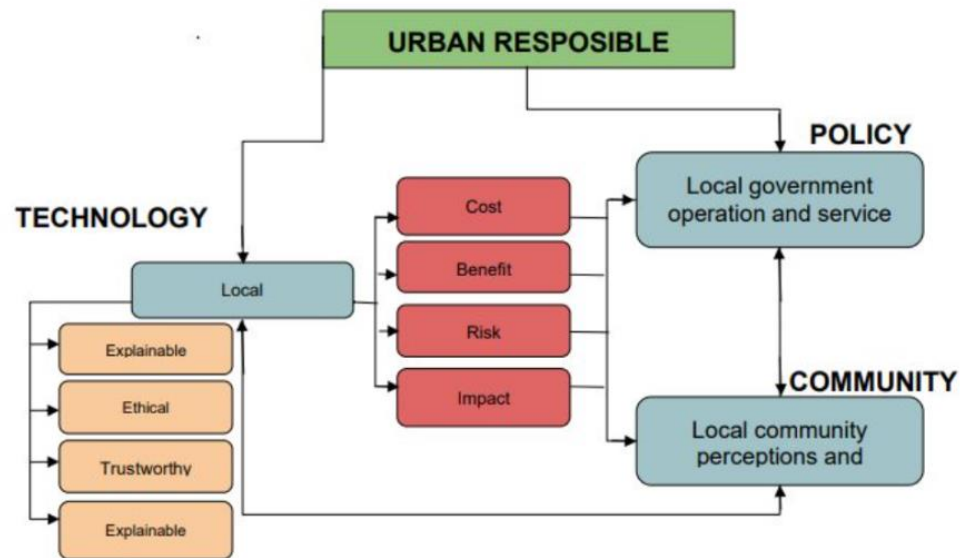 URBAN RESPOSIBLE
POLICY
Local government
operation and service
TECHNOLOGY
Cost
Benefit
Local
Risk
Explainable
Impact
COMMUNITY
Ethical
Local community
perceptions and
Trustworthy
Explainable